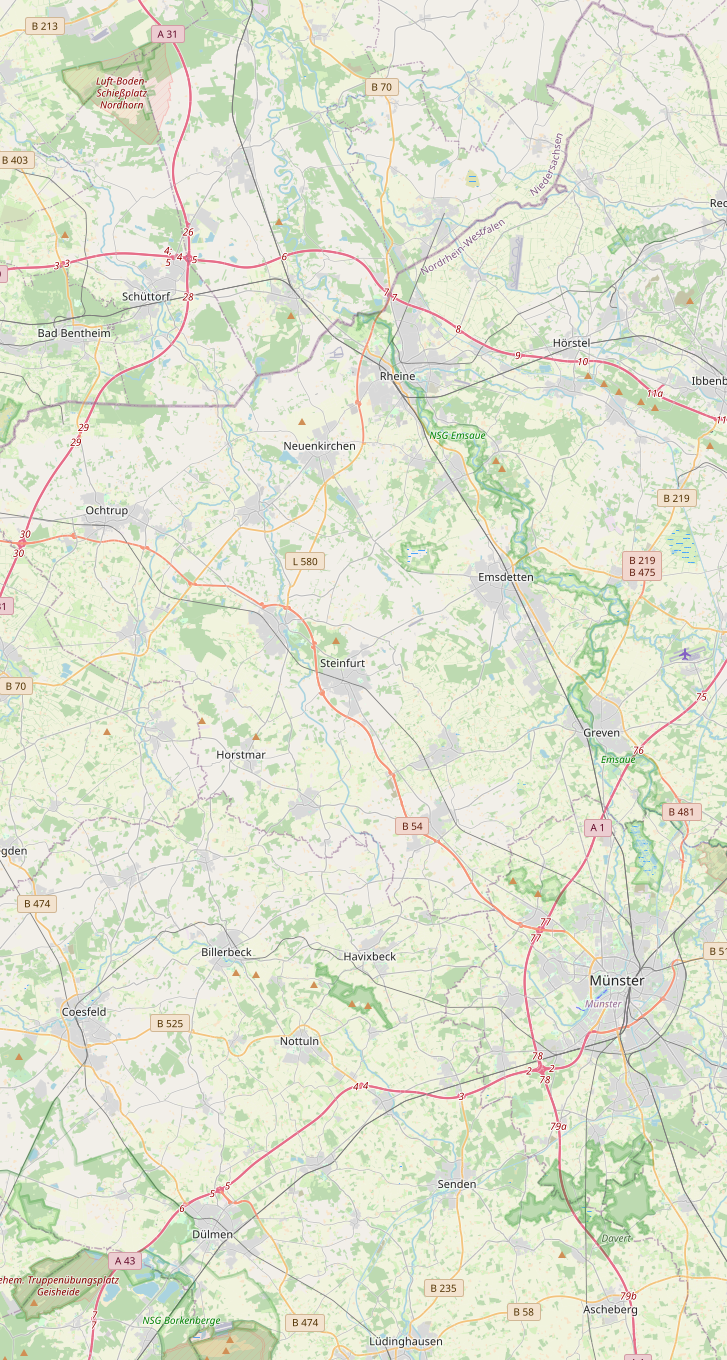 B 213
A 31
Luft-Boden-
Schießplatz
Nordhorn
B 70
B 403
Niedersachsen
Nordrhein-Westfalen
Rec
26
4;
5
4
5
3
3
6
28
7
7
Schüttorf
Bad Bentheim
8
9
10
Hörstel
Rheine
Ibbenb
11a
11
29
29
NSG Emsaue
Neuenkirchen
B 219
Ochtrup
30
30
L 580
B 219
B 475
Emsdetten
31
Steinfurt
B 70
75
Greven
76
Emsaue
Horstmar
B 481
B 54
A 1
gden
B 474
77
77
Billerbeck
Havixbeck
B 51
Münster
Münster
Coesfeld
B 525
Nottuln
78
2
2
78
4
4
3
79a
5
5
6
Senden
Dülmen
Davert
A 43
ehem. Truppenübungsplatz
Geisheide
7
7
NSG Borkenberge
B 235
79b
B 58
Ascheberg
B 474
Lüdinghausen